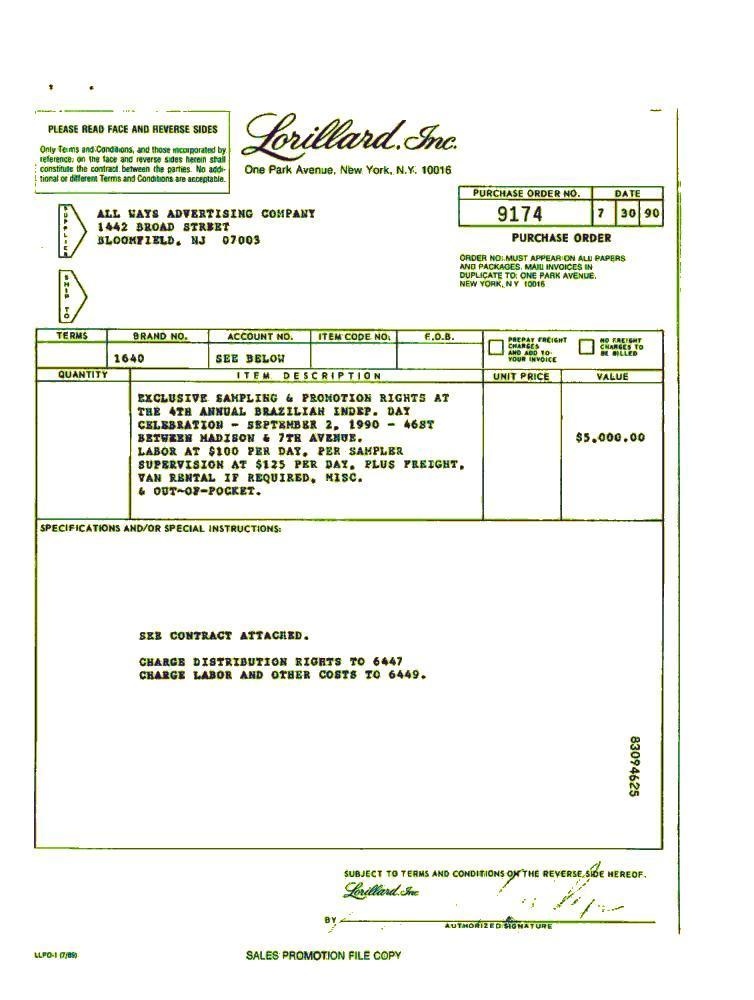 PLEASE READ FACE AND REVERSE SIDES
Only Terms and Conditions, and those incorporated by
reference, on the face and reverse sides herein shall
constitute the contract between the parties. No addi-
tional or different Terms and Conditions are acceptable.
Lorillard, Inc.
One Park Avenue, New York, N.Y. 10016
PURCHASE ORDER NO. DATE
9174 7 30 90
PURCHASE ORDER
ORDER NO. MUST APPEAR ON ALL PAPERS
AND PACKAGES. MAIL INVOICES IN
DUPLICATE TO: ONE PARK AVENUE.
NEW YORK, N Y 10016
SUPPLIER
ALL WAYS ADVERTISING COMPANY
1442 BROAD STREET
BLOOMFIELD, NJ 07003
SHIP TO
TERMS BRAND NO. ACCOUNT NO. ITEM CODE NO. F.O.B.
PREPAY FREIGHT
CHARGES
AND ADD TO
YOUR INVOICE
NO FREIGHT
CHARGES TO
BE BILLED
1640 SEE BELOW
QUANTITY ITEM DESCRIPTION UNIT PRICE VALUE
EXCLUSIVE SAMPLING & PROMOTION RIGHTS AT
THE 4TH ANNUAL BRAZILIAN INDEP. DAY
CELEBRATION - SEPTEMBER 2, 1990 - 46ST
BETWEEN MADISON & 7TH AVENUE. $5,000.00
LABOR AT $100 PER DAY, PER SAMPLER
SUPERVISION AT $125 PER DAY, PLUS FREIGHT,
VAN RENTAL IF REQUIRED, MISC.
& OUT-OF-POCKET.
SPECIFICATIONS AND/OR SPECIAL INSTRUCTIONS:
SEE CONTRACT ATTACHED.
CHARGE DISTRIBUTION RIGHTS TO 6447
CHARGE LABOR AND OTHER COSTS TO 6449.
83094625
SUBJECT TO TERMS AND CONDITIONS ON THE REVERSE SIDE HEREOF.
Lorillard, Inc
BY
AUTHORIZED SIGNATURE
LLPO-1 (7/89)
SALES PROMOTION FILE COPY